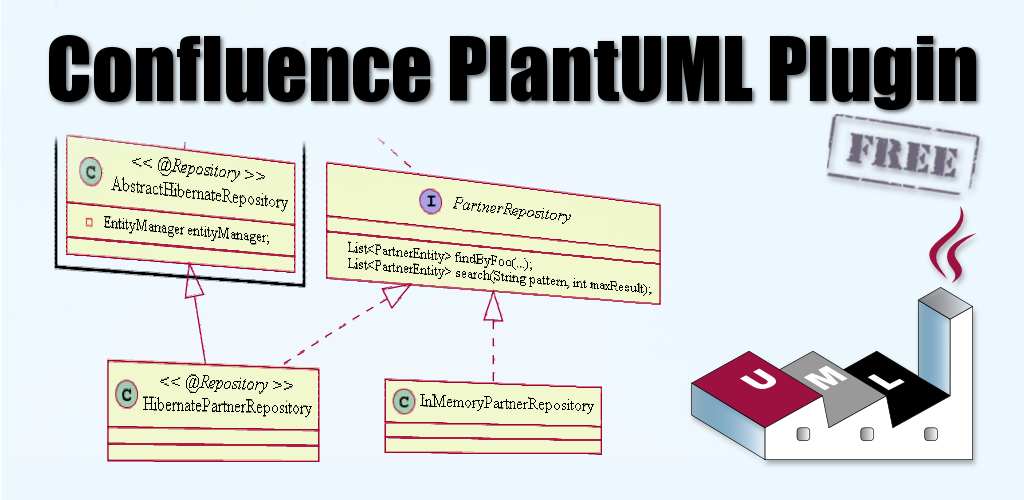 Confluence PlantUML Plugin
FREE
C
<< @Repository >>
AbstractHibernateRepository
EntityManager entityManager;
I
PartnerRepository
List<PartnerEntity> findByFoo(..);
List<PartnerEntity> search(String pattern, int maxResult);
C
<< @Repository >>
HibernatePartnerRepository
C InMemoryPartnerRepository
U M L